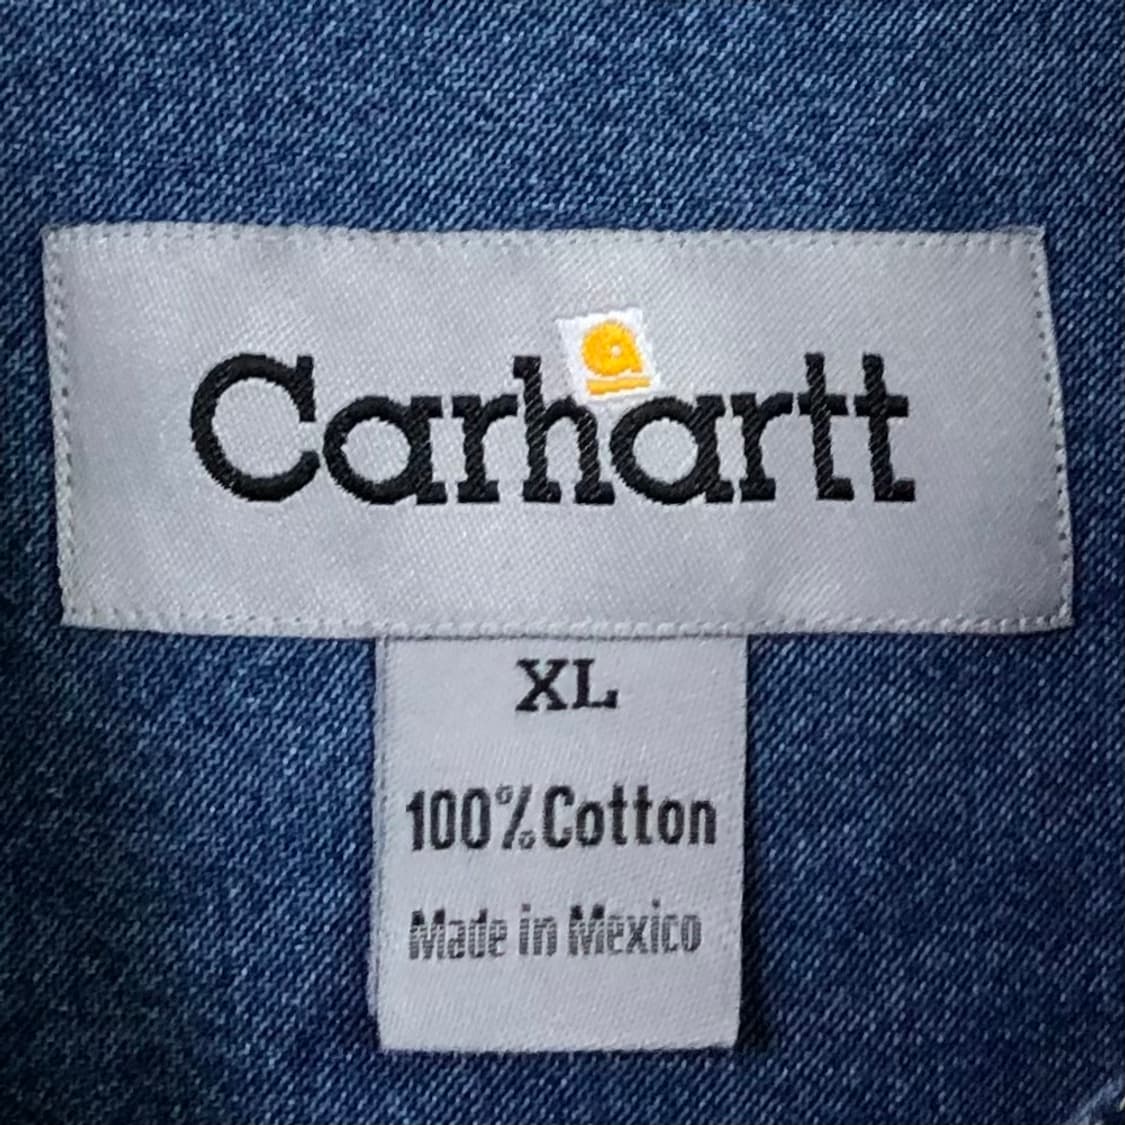 Carhartt
XL
100% Cotton
Made in Mexico